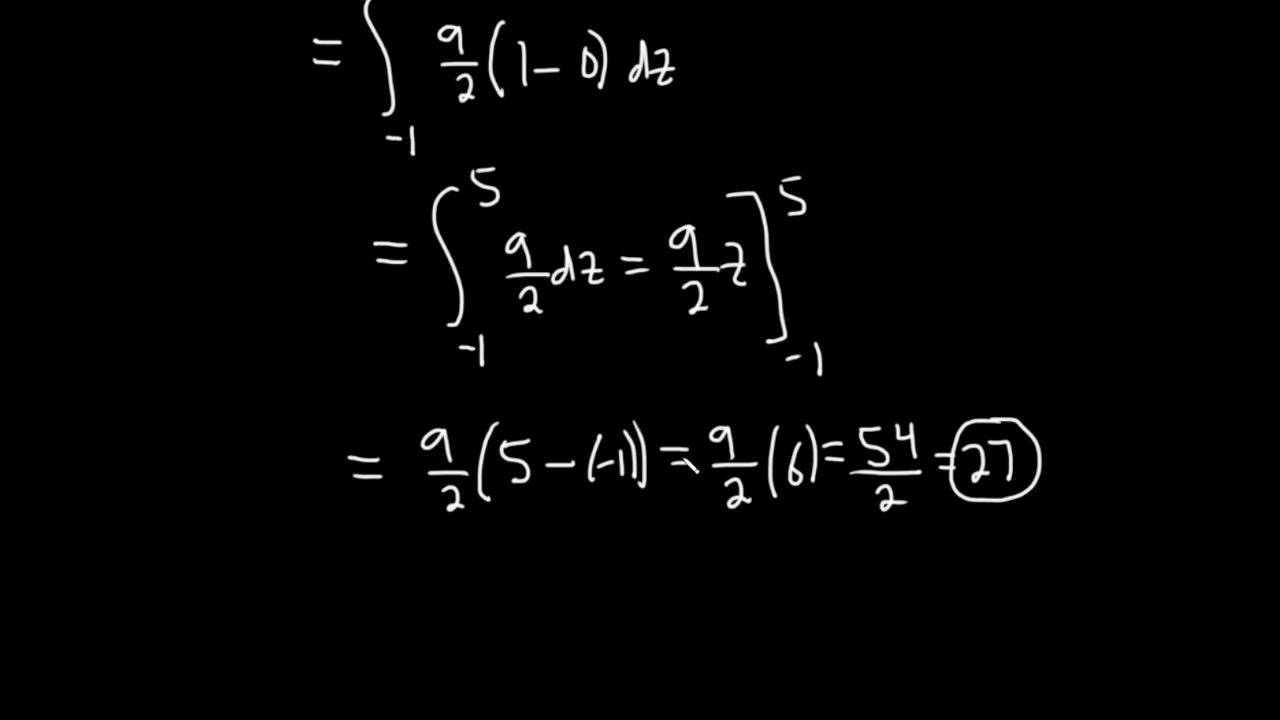 = ∫_{-1} 9/2 (1 - 0) dz
= ∫_{-1}^{5} 9/2 dz = 9/2 z ]_{-1}^{5}
= 9/2 (5 - (-1)) = 9/2 (6) = 54/2 = 27